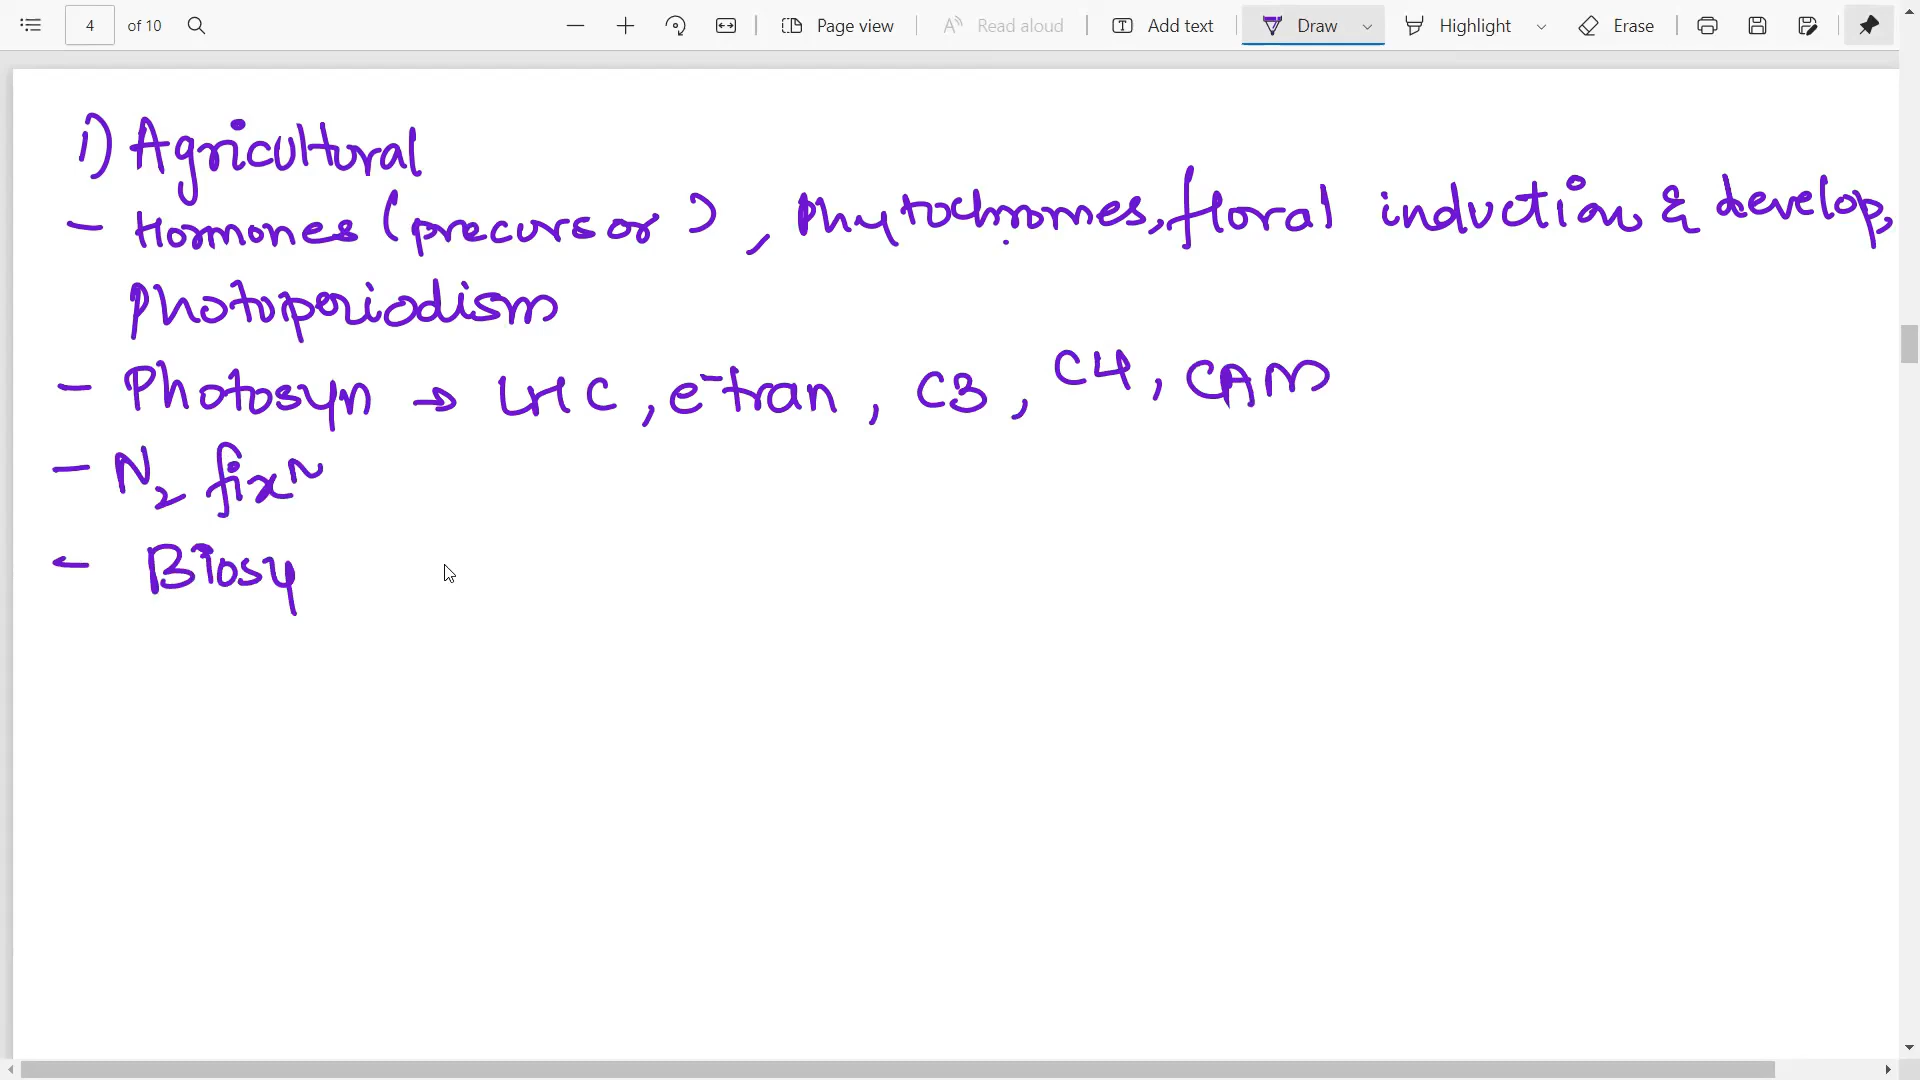 4 of 10 Page view Read aloud Add text Draw Highlight Erase
i) Agricultural
- Hormones (precursor), Phytochromes, floral induction & develop,
Photoperiodism
- Photosyn → LHC, e⁻tran, C3, C4, CAM
- N₂ fixⁿ
- Biosy